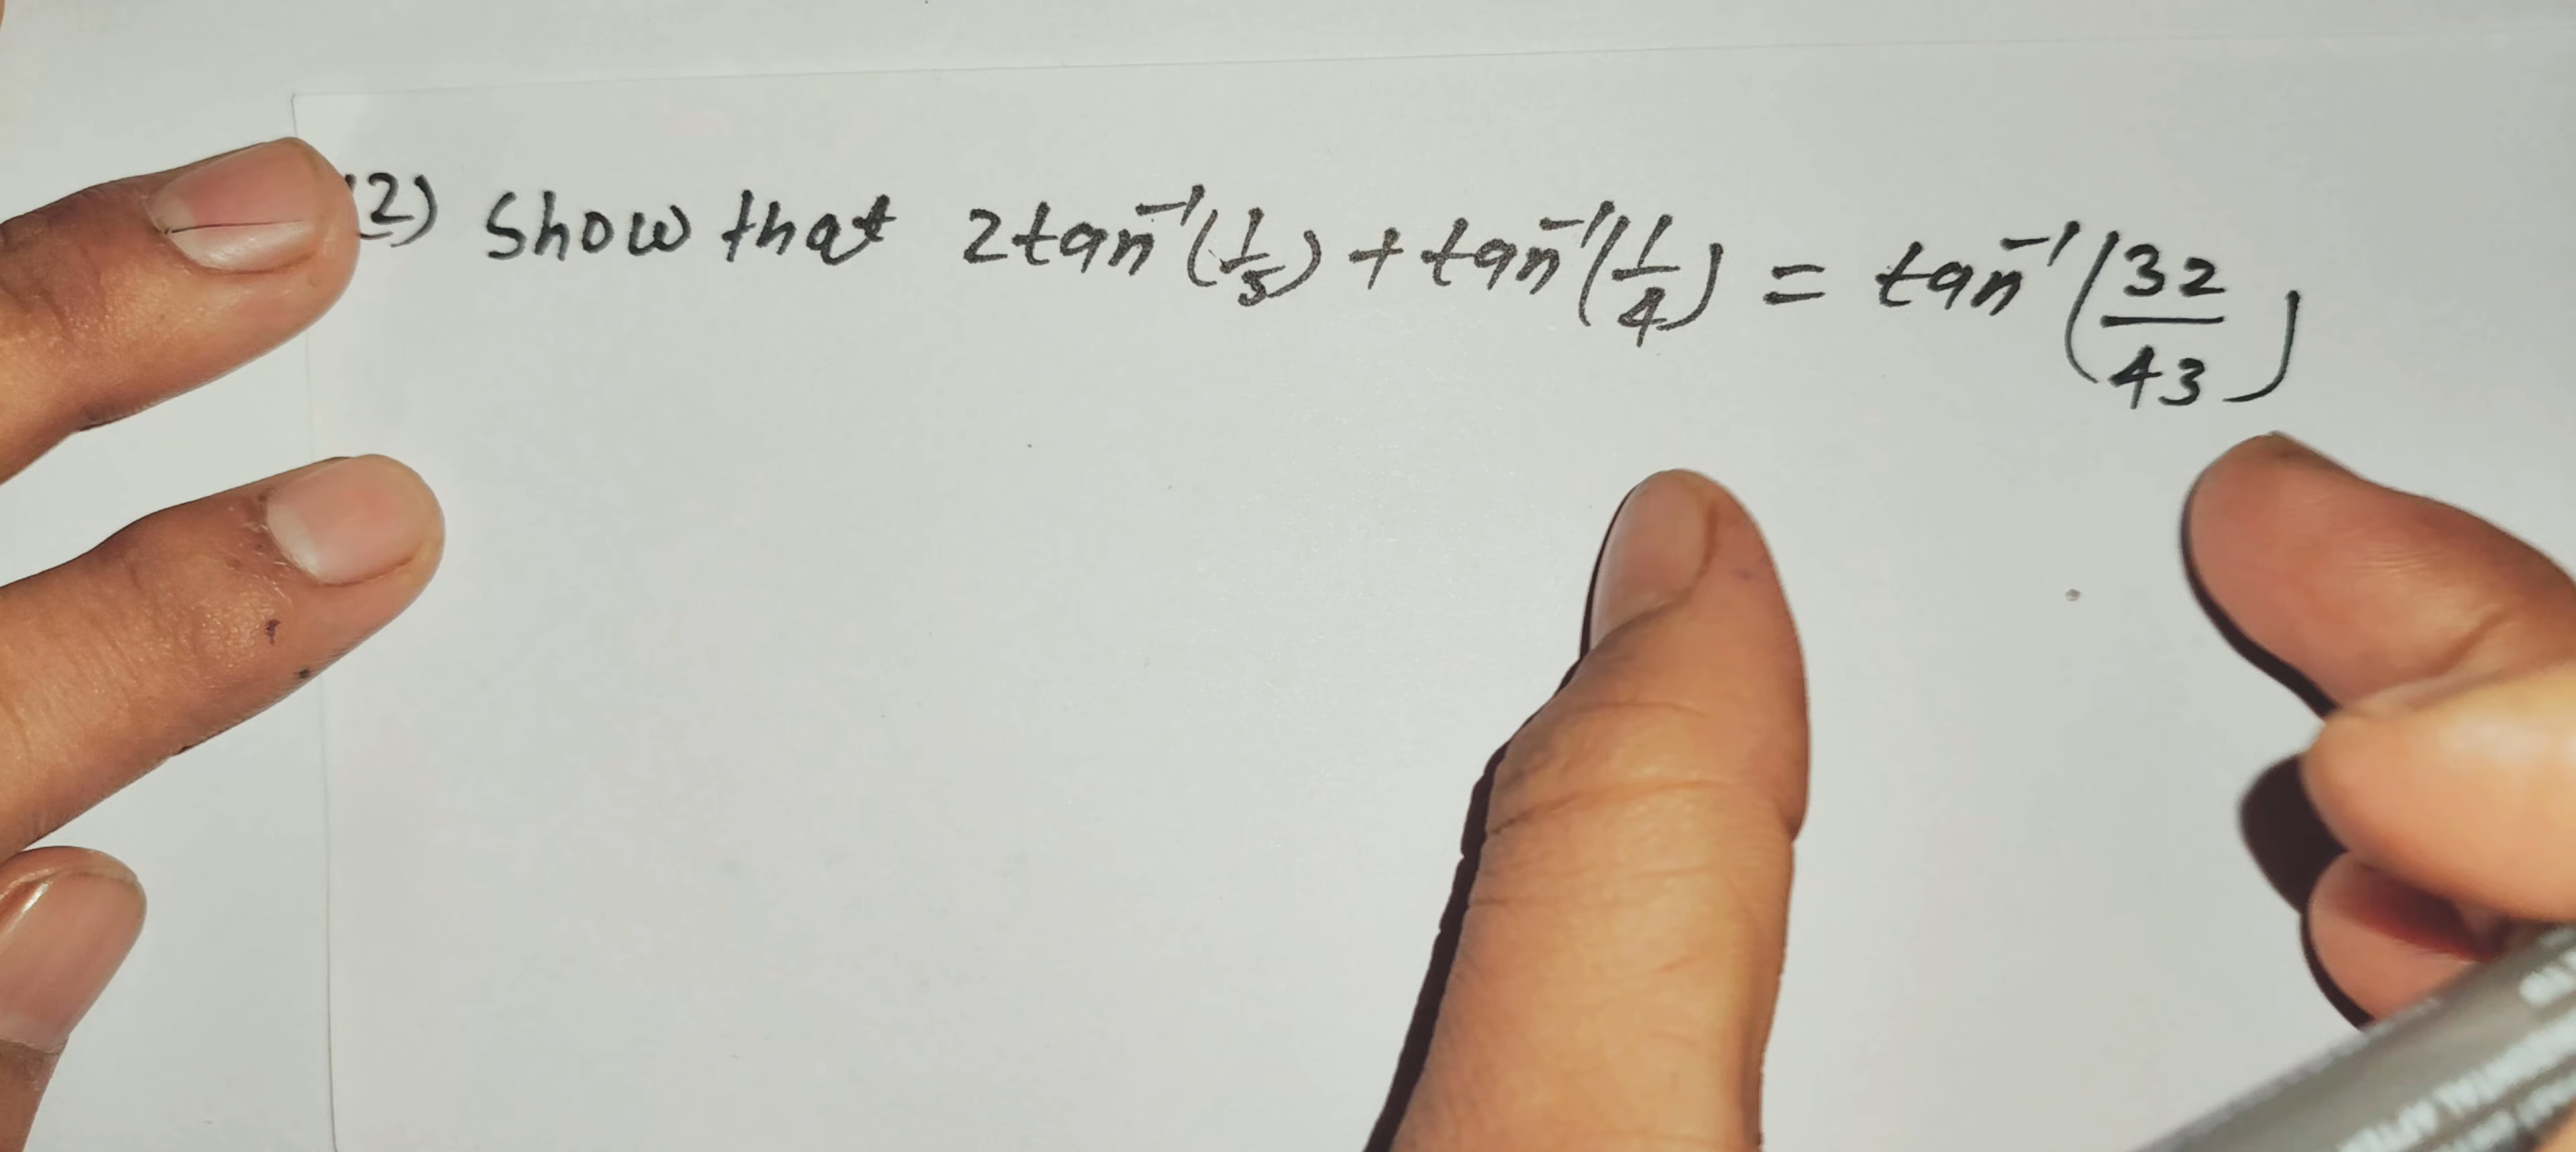 (2) Show that 2tan⁻¹(1/5) + tan⁻¹(1/4) = tan⁻¹(32/43)